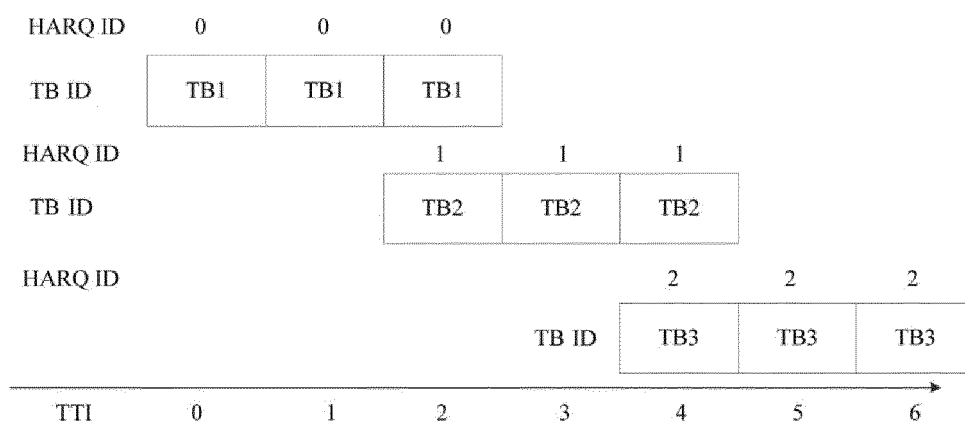 HARQ ID 0 0 0
TB ID TB1 TB1 TB1
HARQ ID 1 1 1
TB ID TB2 TB2 TB2
HARQ ID 2 2 2
TB ID TB3 TB3 TB3
TTI 0 1 2 3 4 5 6